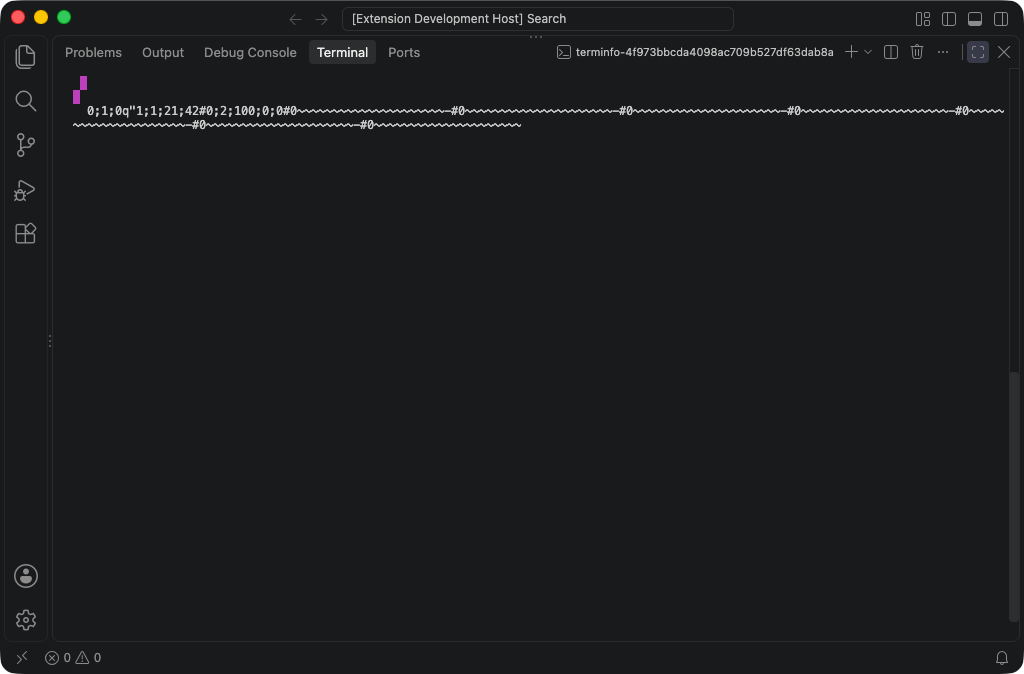 [Extension Development Host] Search
Problems Output Debug Console Terminal Ports terminfo-4f973bbcda4098ac709b527df63dab8a
0;1;0q"1;1;21;42#0;2;100;0;0#0~~~~~~~~~~~~~~~~~~~~~-#0~~~~~~~~~~~~~~~~~~~~~-#0~~~~~~~~~~~~~~~~~~~~~-#0~~~~~~~~~~~~~~~~~~~~~-#0~~~~~
~~~~~~~~~~~~~~~~-#0~~~~~~~~~~~~~~~~~~~~~-#0~~~~~~~~~~~~~~~~~~~~~
0 0